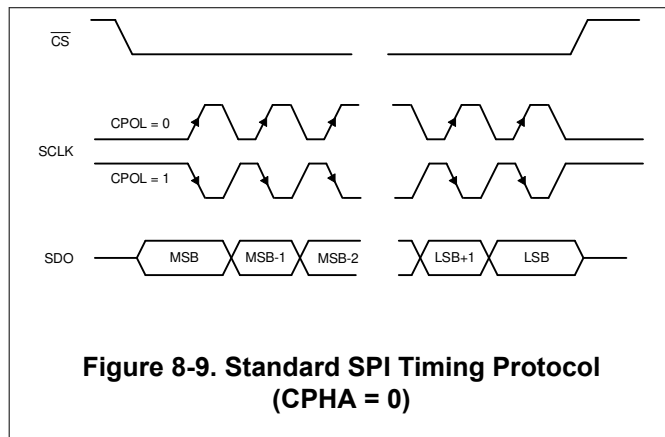 CS
CPOL = 0
SCLK
CPOL = 1
SDO MSB MSB-1 MSB-2 LSB+1 LSB
Figure 8-9. Standard SPI Timing Protocol
(CPHA = 0)